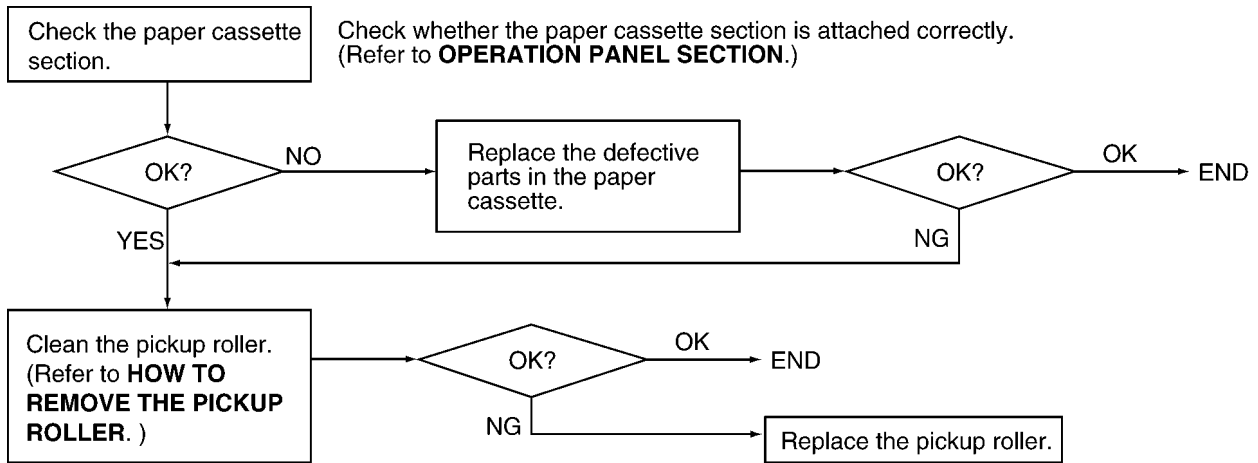 Check the paper cassette
section.
Check whether the paper cassette section is attached correctly.
(Refer to OPERATION PANEL SECTION.)
OK?
NO
Replace the defective
parts in the paper
cassette.
OK?
OK
END
YES
NG
Clean the pickup roller.
(Refer to HOW TO
REMOVE THE PICKUP
ROLLER. )
OK?
OK
END
NG
Replace the pickup roller.